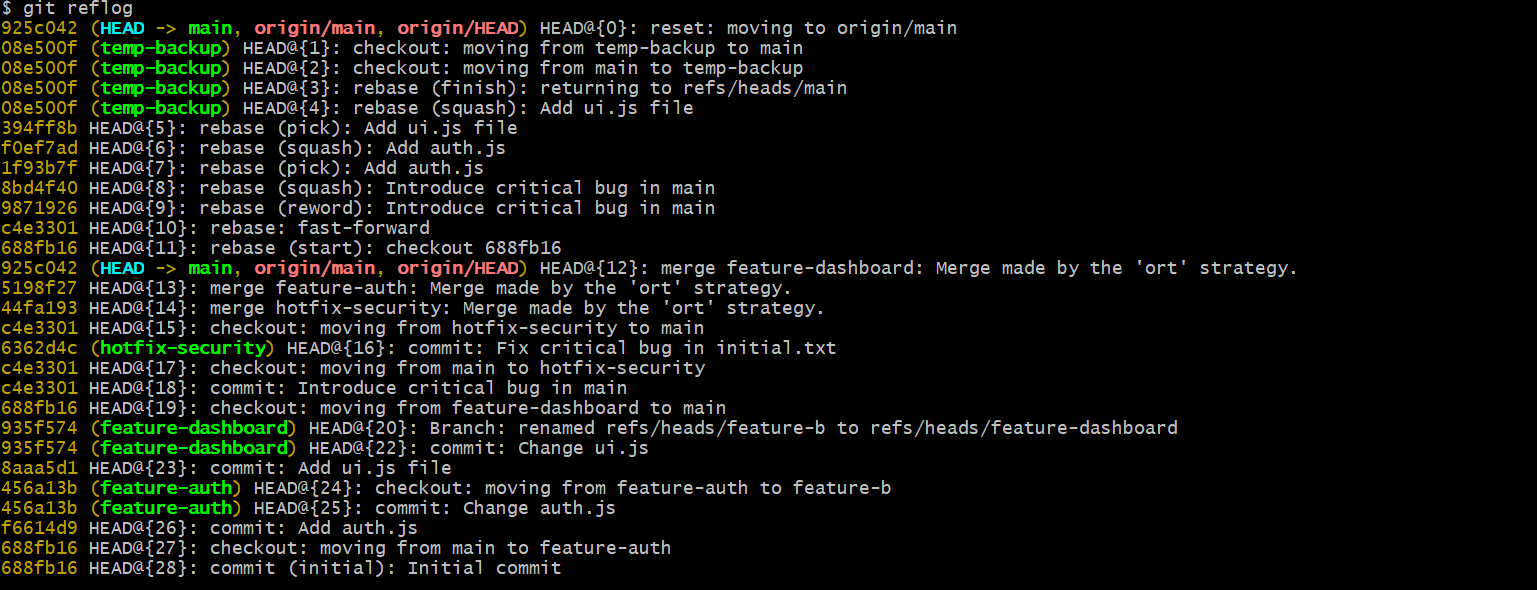 $ git reflog
925c042 (HEAD -> main, origin/main, origin/HEAD) HEAD@{0}: reset: moving to origin/main
08e500f (temp-backup) HEAD@{1}: checkout: moving from temp-backup to main
08e500f (temp-backup) HEAD@{2}: checkout: moving from main to temp-backup
08e500f (temp-backup) HEAD@{3}: rebase (finish): returning to refs/heads/main
08e500f (temp-backup) HEAD@{4}: rebase (squash): Add ui.js file
394ff8b HEAD@{5}: rebase (pick): Add ui.js file
f0ef7ad HEAD@{6}: rebase (squash): Add auth.js
1f93b7f HEAD@{7}: rebase (pick): Add auth.js
8bd4f40 HEAD@{8}: rebase (squash): Introduce critical bug in main
9871926 HEAD@{9}: rebase (reword): Introduce critical bug in main
c4e3301 HEAD@{10}: rebase: fast-forward
688fb16 HEAD@{11}: rebase (start): checkout 688fb16
925c042 (HEAD -> main, origin/main, origin/HEAD) HEAD@{12}: merge feature-dashboard: Merge made by the 'ort' strategy.
5198f27 HEAD@{13}: merge feature-auth: Merge made by the 'ort' strategy.
44fa193 HEAD@{14}: merge hotfix-security: Merge made by the 'ort' strategy.
c4e3301 HEAD@{15}: checkout: moving from hotfix-security to main
6362d4c (hotfix-security) HEAD@{16}: commit: Fix critical bug in initial.txt
c4e3301 HEAD@{17}: checkout: moving from main to hotfix-security
c4e3301 HEAD@{18}: commit: Introduce critical bug in main
688fb16 HEAD@{19}: checkout: moving from feature-dashboard to main
935f574 (feature-dashboard) HEAD@{20}: Branch: renamed refs/heads/feature-b to refs/heads/feature-dashboard
935f574 (feature-dashboard) HEAD@{22}: commit: Change ui.js
8aaa5d1 HEAD@{23}: commit: Add ui.js file
456a13b (feature-auth) HEAD@{24}: checkout: moving from feature-auth to feature-b
456a13b (feature-auth) HEAD@{25}: commit: Change auth.js
f6614d9 HEAD@{26}: commit: Add auth.js
688fb16 HEAD@{27}: checkout: moving from main to feature-auth
688fb16 HEAD@{28}: commit (initial): Initial commit